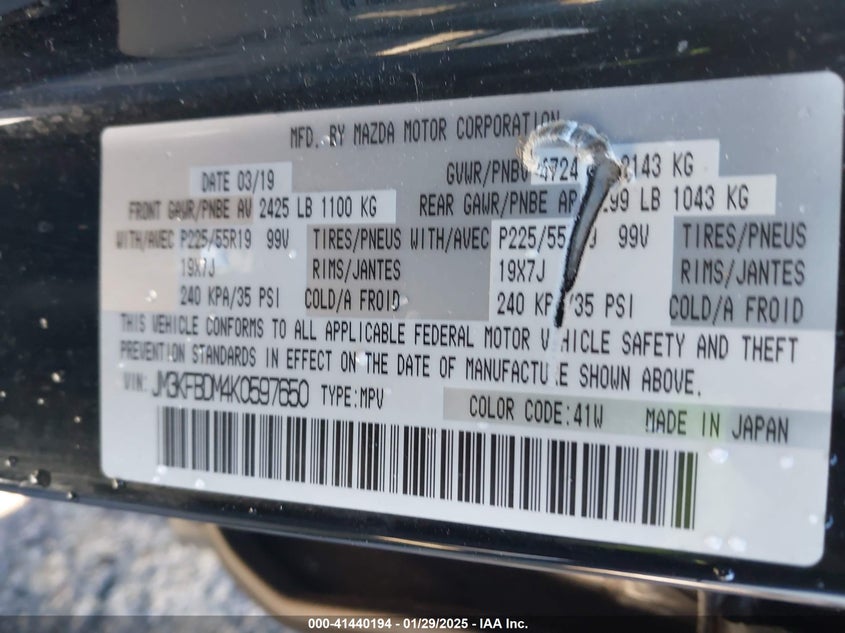 MFD. BY MAZDA MOTOR CORPORATION
DATE 03/19 GVWR/PNBV 4724 2143 KG
FRONT GAWR/PNBE AV 2425 LB 1100 KG REAR GAWR/PNBE AR 299 LB 1043 KG
WITH/AVEC P225/55R19 99V TIRES/PNEUS WITH/AVEC P225/55 99V TIRES/PNEUS
19X7J RIMS/JANTES 19X7J RIMS/JANTES
240 KPA/35 PSI COLD/A FROID 240 KPA/35 PSI COLD/A FROID
THIS VEHICLE CONFORMS TO ALL APPLICABLE FEDERAL MOTOR VEHICLE SAFETY AND THEFT
PREVENTION STANDARDS IN EFFECT ON THE DATE OF MANUFACTURE SHOWN ABOVE.
VIN: JM3KFBDM4K0597650 TYPE:MPV COLOR CODE:41W MADE IN JAPAN
000-41440194 - 01/29/2025 - IAA Inc.